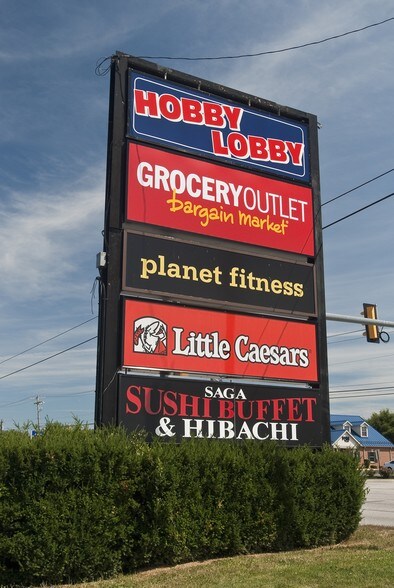 HOBBY
LOBBY
GROCERY OUTLET
bargain market
planet fitness
Little Caesars
SAGA
SUSHI BUFFET
& HIBACHI